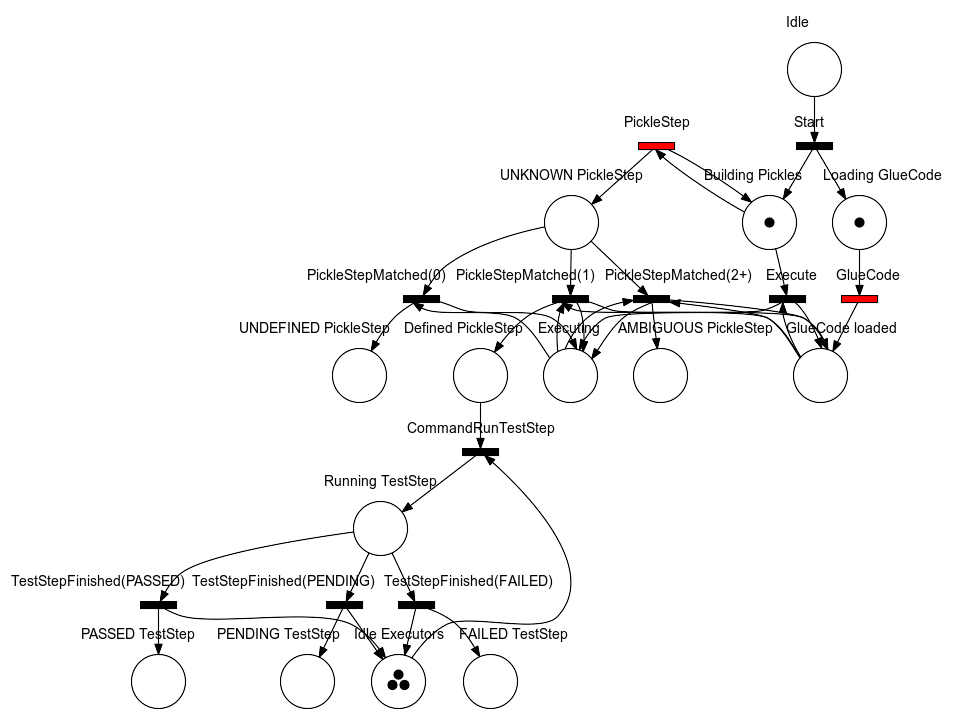 Idle
PickleStep
Start
UNKNOWN PickleStep
Building Pickles
Loading GlueCode
PickleStepMatched(0)
PickleStepMatched(1)
PickleStepMatched(2+)
Execute
GlueCode
UNDEFINED PickleStep
Defined PickleStep
Executing
AMBIGUOUS PickleStep
GlueCode loaded
CommandRunTestStep
Running TestStep
TestStepFinished(PASSED)
TestStepFinished(PENDING)
TestStepFinished(FAILED)
PASSED TestStep
PENDING TestStep
Idle Executors
FAILED TestStep